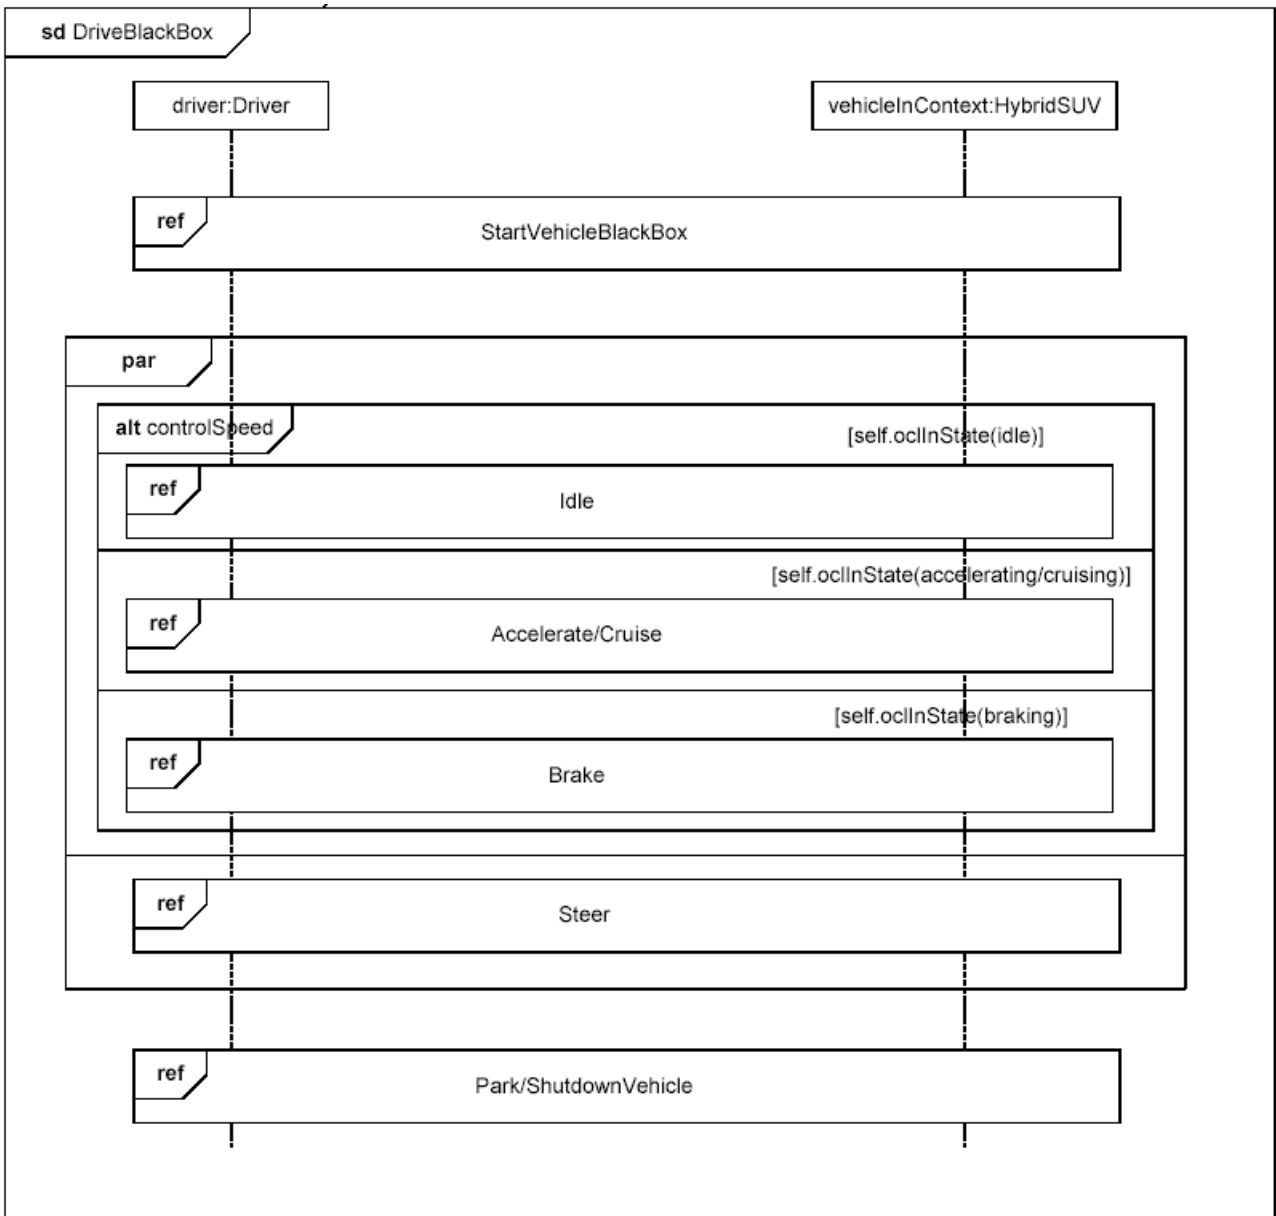 sd DriveBlackBox
driver:Driver
vehicleInContext:HybridSUV
ref
StartVehicleBlackBox
par
alt controlSpeed
[self.oclInState(idle)]
ref
Idle
[self.oclInState(accelerating/cruising)]
ref
Accelerate/Cruise
[self.oclInState(braking)]
ref
Brake
ref
Steer
ref
Park/ShutdownVehicle